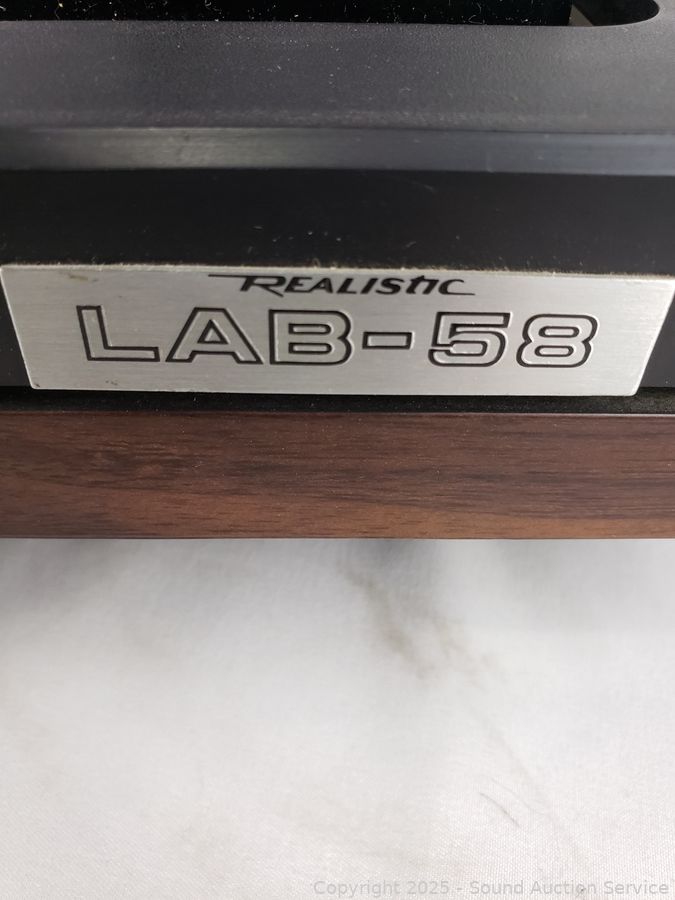 REALISTIC
LAB-58
Copyright 2025 - Sound Auction Service